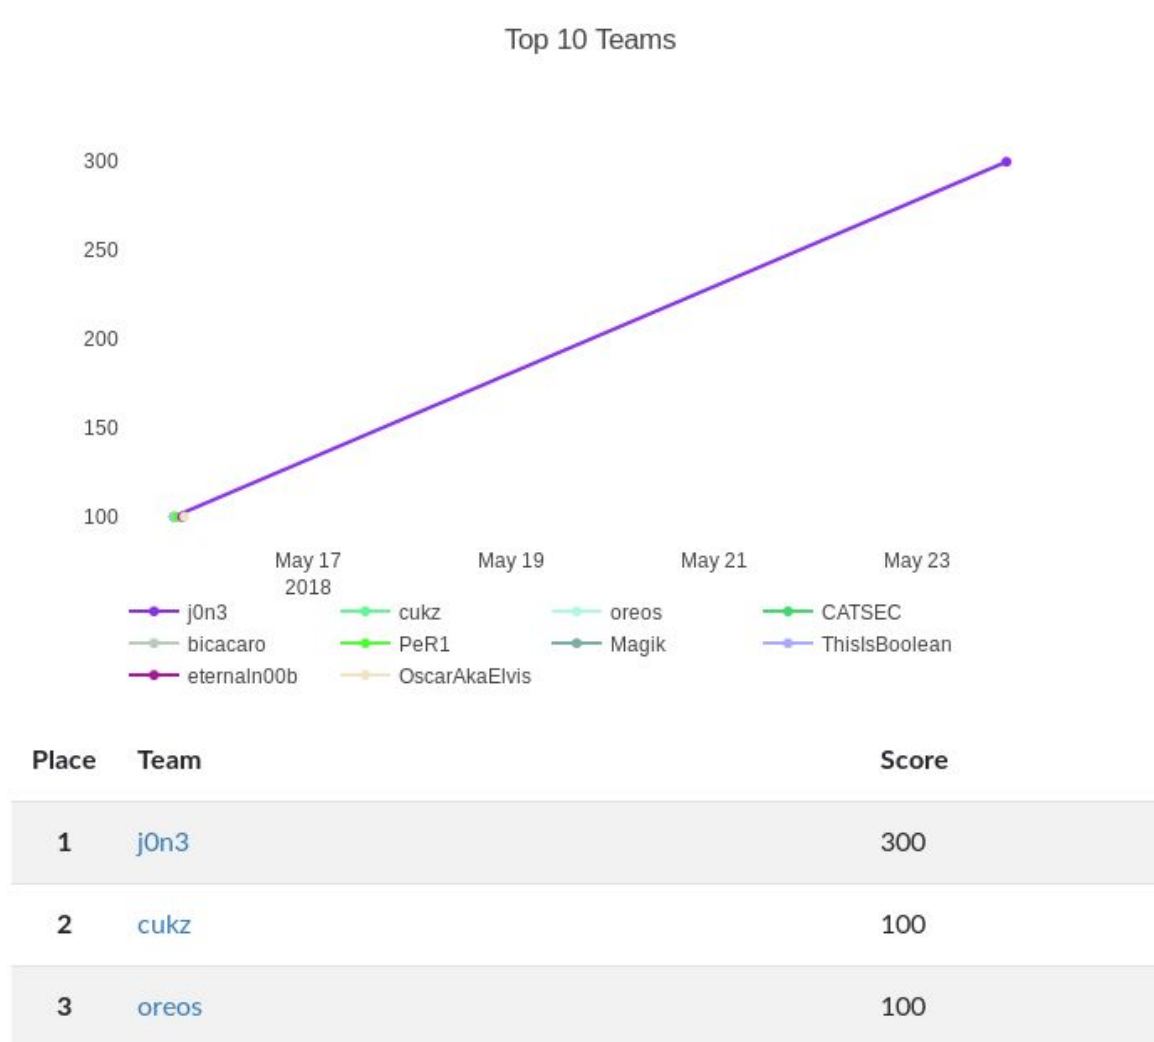 Top 10 Teams
300
250
200
150
100
May 17 May 19 May 21 May 23
2018
j0n3 cukz oreos CATSEC
bicacaro PeR1 Magik ThisIsBoolean
eternaln00b OscarAkaElvis
Place Team Score
1 j0n3 300
2 cukz 100
3 oreos 100